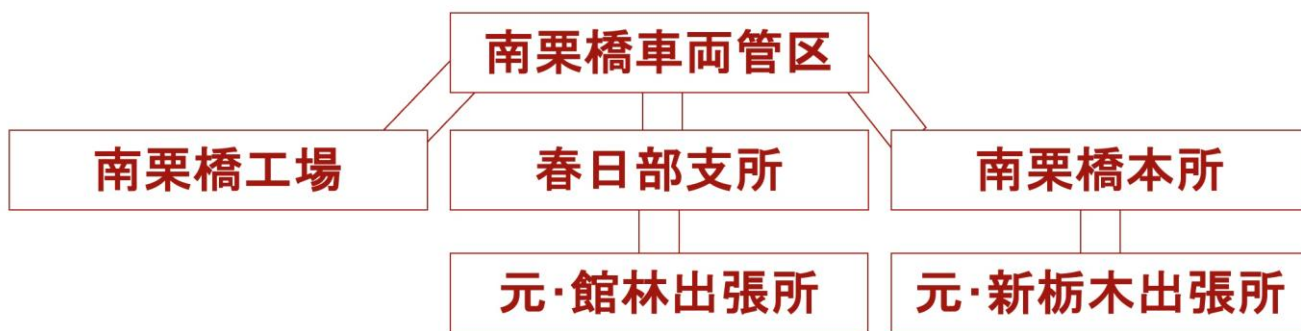 南栗橋車両管区
南栗橋工場
春日部支所
南栗橋本所
元·館林出張所
元·新栃木出張所